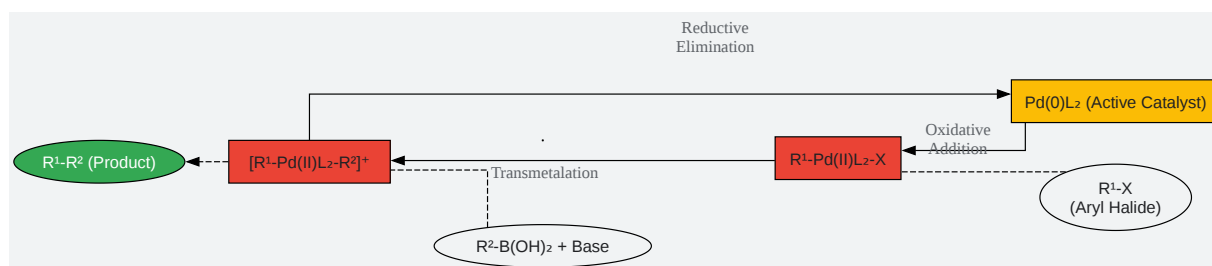 Reductive
Elimination
Pd(0)L₂ (Active Catalyst)
Oxidative
Addition
R¹-R² (Product)
[R¹-Pd(II)L₂-R²]⁺
R¹-Pd(II)L₂-X
Transmetalation
R¹-X
(Aryl Halide)
R²-B(OH)₂ + Base